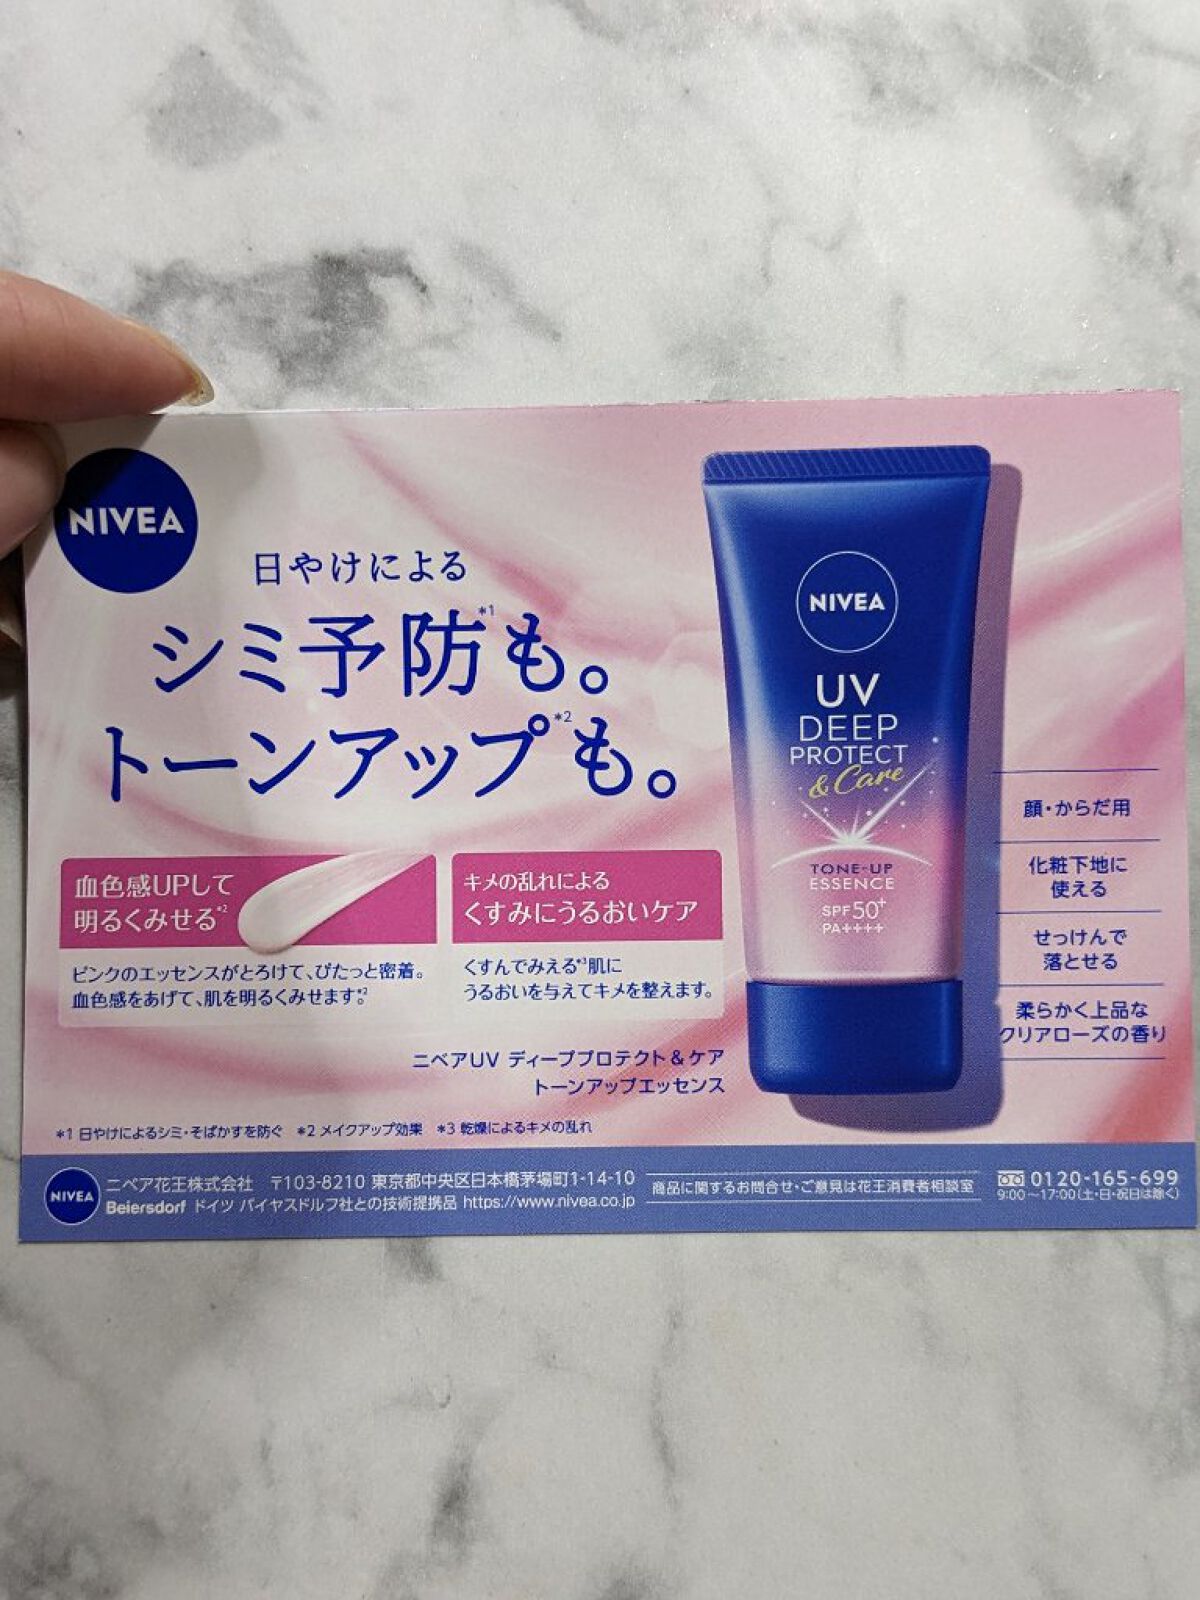 NIVEA
日やけによる
シミ予防*1も。
トーンアップ*2も。
血色感UPして
明るくみせる*2
ピンクのエッセンスがとろけて、ぴたっと密着。
血色感をあげて、肌を明るくみせます。*2
キメの乱れによる
くすみにうるおいケア
くすんでみえる*3肌に
うるおいを与えてキメを整えます。
ニベアUV ディーププロテクト&ケア
トーンアップエッセンス
NIVEA
UV
DEEP
PROTECT
& Care
TONE-UP
ESSENCE
SPF50+
PA++++
顔・からだ用
化粧下地に
使える
せっけんで
落とせる
柔らかく上品な
クリアローズの香り
*1 日やけによるシミ・そばかすを防ぐ *2 メイクアップ効果 *3 乾燥によるキメの乱れ
NIVEA
ニベア花王株式会社 〒103-8210 東京都中央区日本橋茅場町1-14-10
Beiersdorf ドイツ バイヤスドルフ社との技術提携品 https://www.nivea.co.jp
商品に関するお問合せ・ご意見は花王消費者相談室
0120-165-699
9:00〜17:00(土・日・祝日は除く)